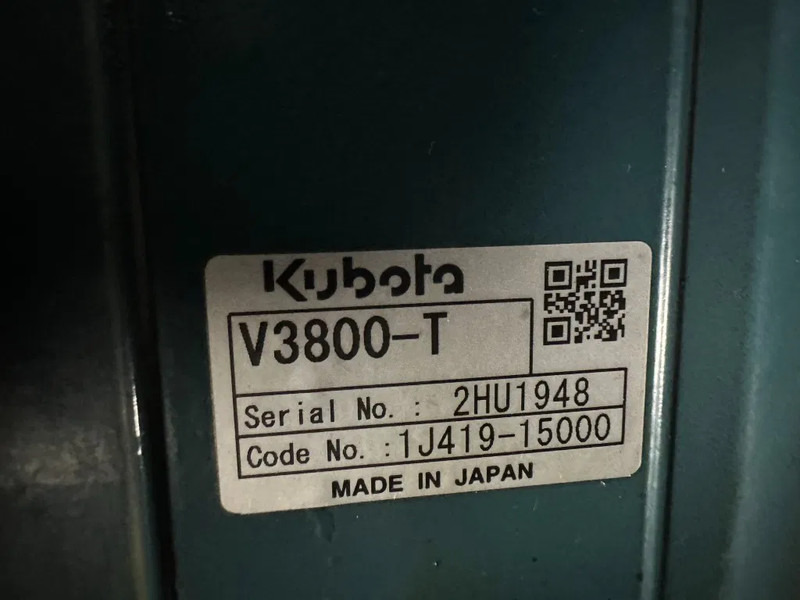 Kubota
V3800-T
Serial No. : 2HU1948
Code No. : 1J419-15000
MADE IN JAPAN